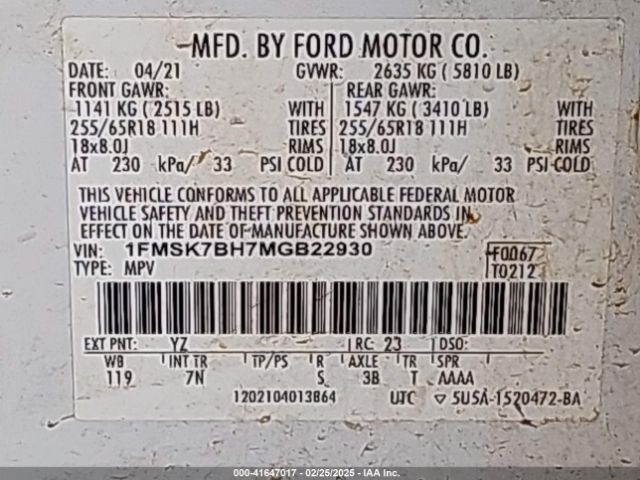 MFD. BY FORD MOTOR CO.
DATE: 04/21 GVWR: 2635 KG ( 5810 LB)
FRONT GAWR: REAR GAWR:
1141 KG ( 2515 LB) WITH 1547 KG ( 3410 LB) WITH
255/65R18 111H TIRES 255/65R18 111H TIRES
18x8.0J RIMS 18x8.0J RIMS
AT 230 kPa/ 33 PSI COLD AT 230 kPa/ 33 PSI COLD
THIS VEHICLE CONFORMS TO ALL APPLICABLE FEDERAL MOTOR
VEHICLE SAFETY AND THEFT PREVENTION STANDARDS IN
EFFECT ON THE DATE OF MANUFACTURE SHOWN ABOVE.
VIN: 1FMSK7BH7MGB22930 F0067
TYPE: MPV T0212
EXT PNT: YZ RC: 23 DSO:
WB INT TR TP/PS R AXLE TR SPR
119 7N S 3B T AAAA
1202104013864 UTC ▽ 5U5A-1520472-BA
000-41647017 - 02/25/2025 - IAA Inc.